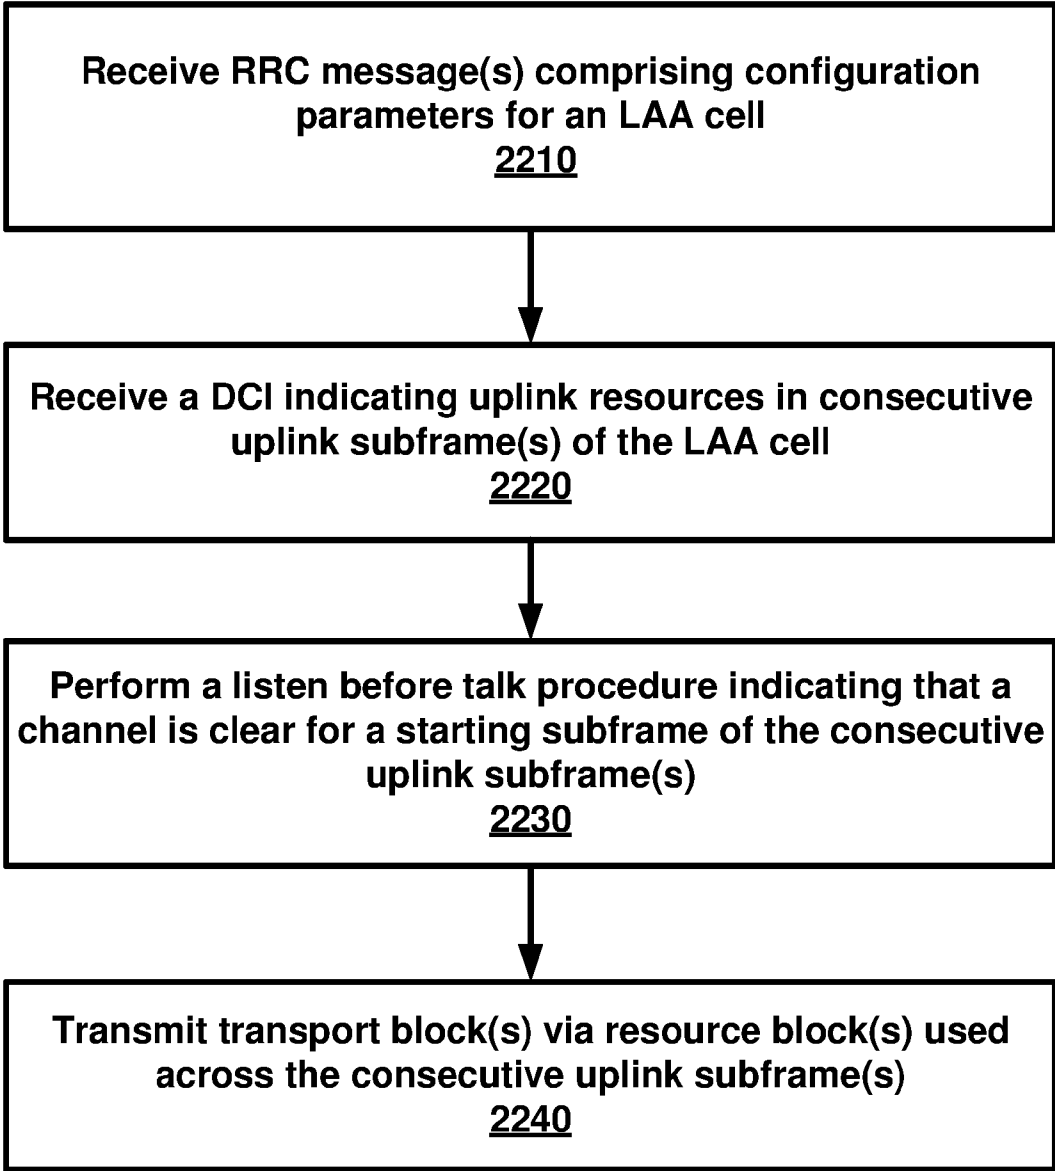 Receive RRC message(s) comprising configuration
parameters for an LAA cell
2210
Receive a DCI indicating uplink resources in consecutive
uplink subframe(s) of the LAA cell
2220
Perform a listen before talk procedure indicating that a
channel is clear for a starting subframe of the consecutive
uplink subframe(s)
2230
Transmit transport block(s) via resource block(s) used
across the consecutive uplink subframe(s)
2240